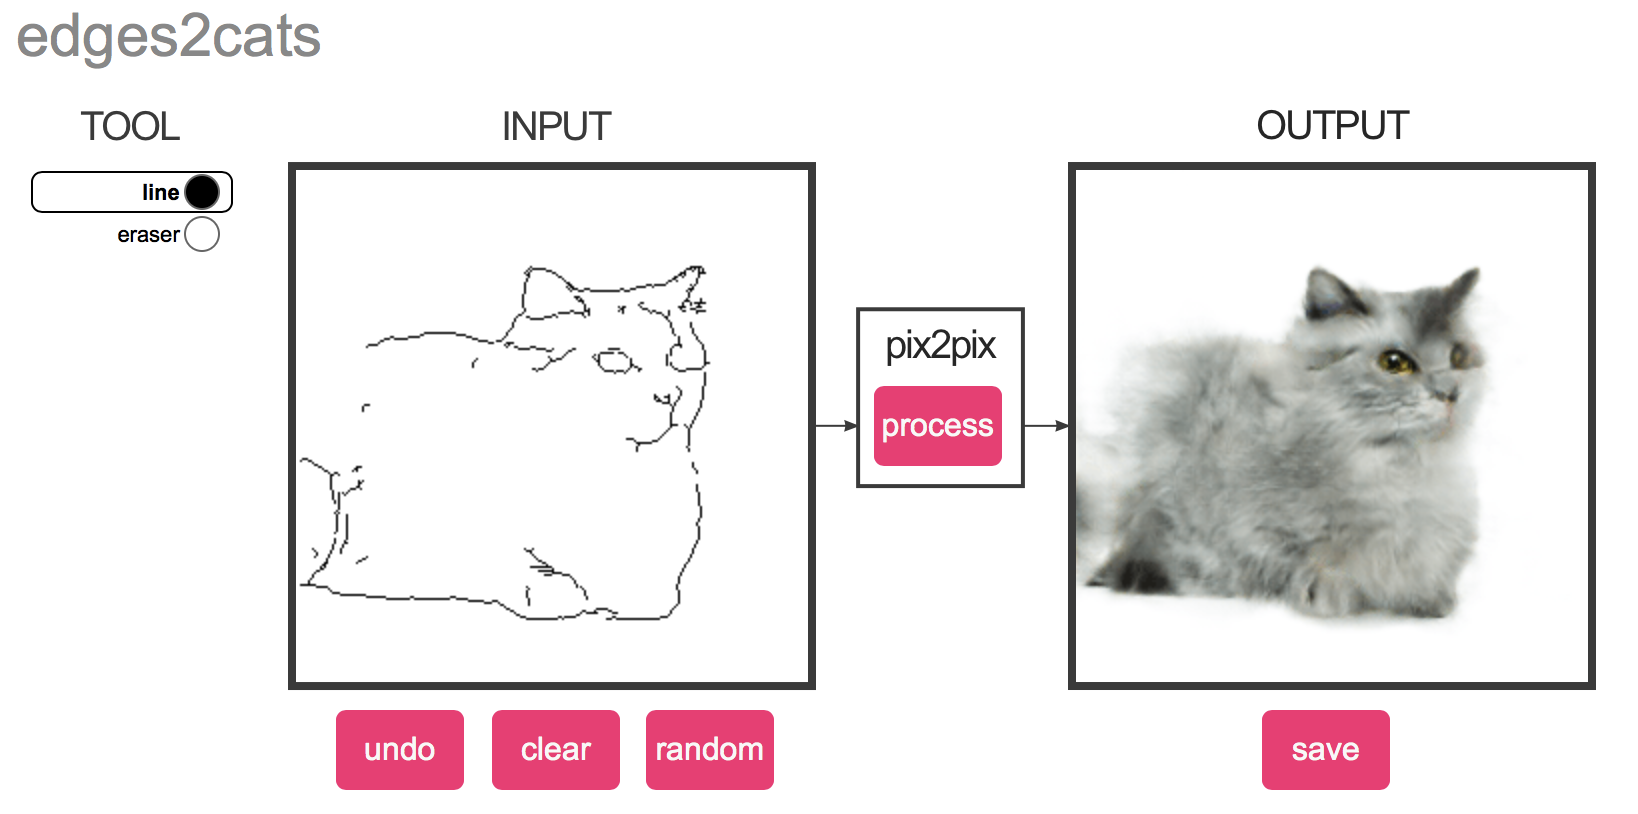 edges2cats
TOOL
INPUT
OUTPUT
line
eraser
pix2pix
process
undo
clear
random
save